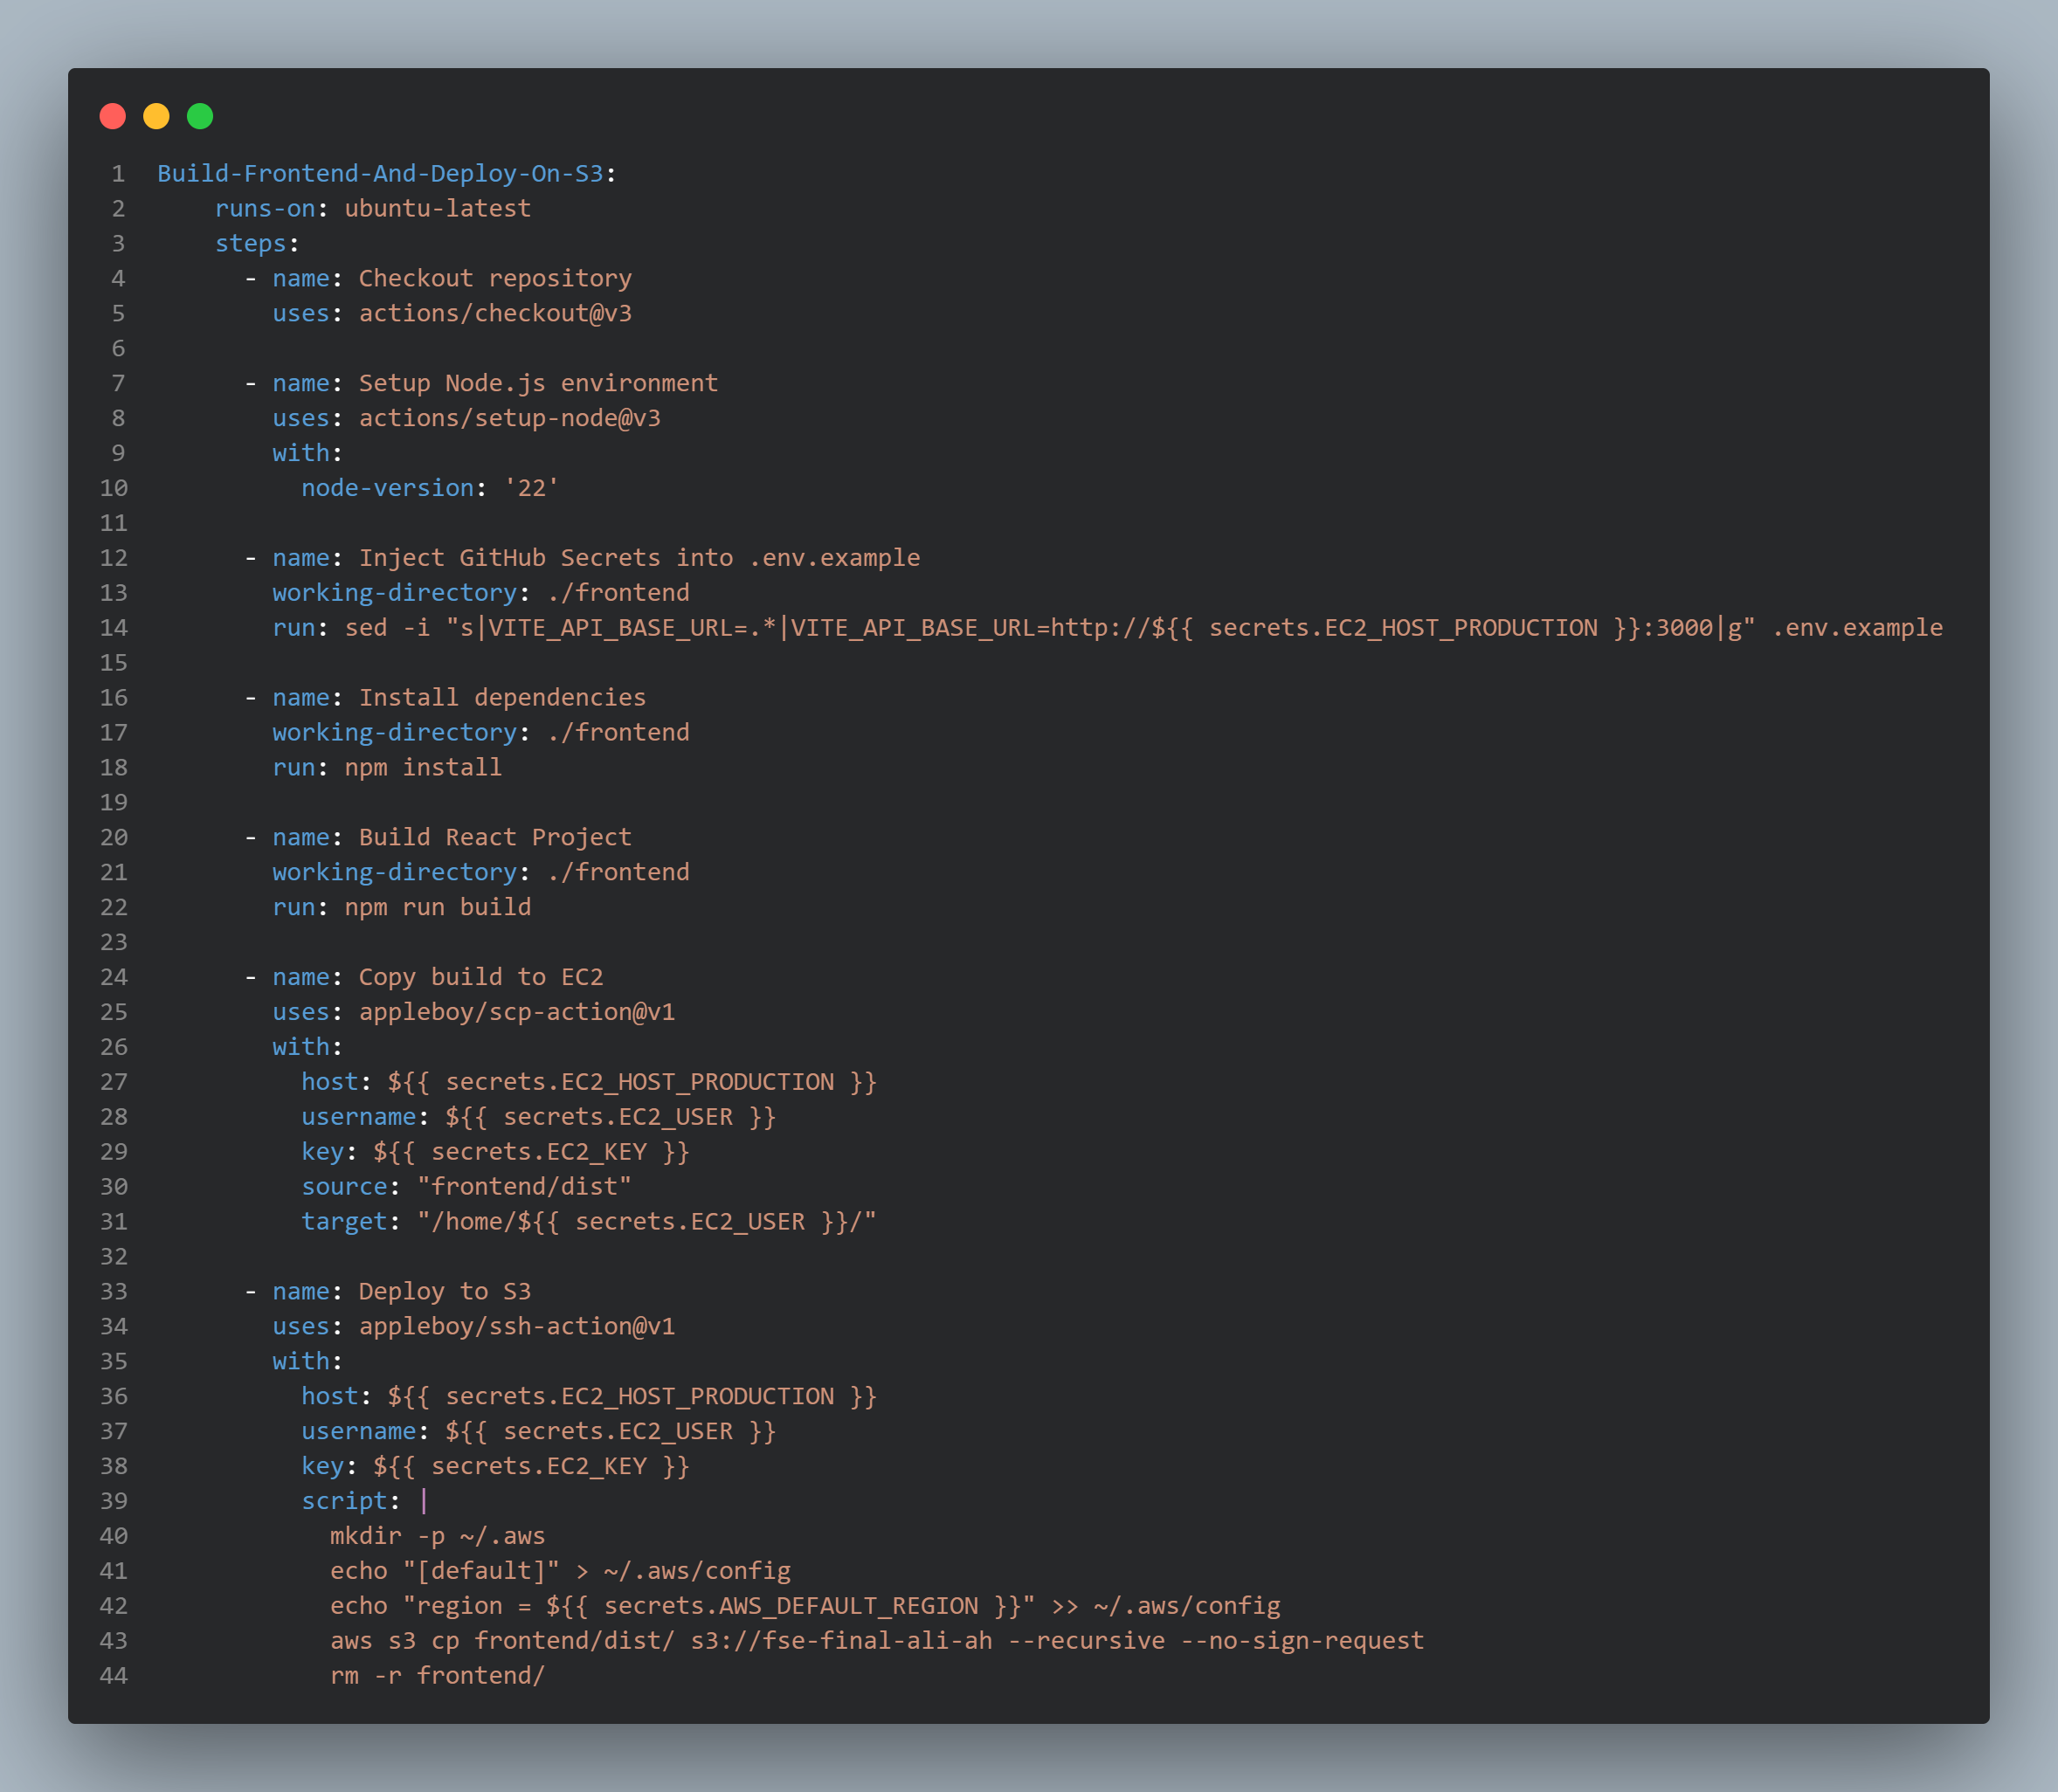 1 Build-Frontend-And-Deploy-On-S3:
2     runs-on: ubuntu-latest
3     steps:
4       - name: Checkout repository
5         uses: actions/checkout@v3
6
7       - name: Setup Node.js environment
8         uses: actions/setup-node@v3
9         with:
10           node-version: '22'
11
12       - name: Inject GitHub Secrets into .env.example
13         working-directory: ./frontend
14         run: sed -i "s|VITE_API_BASE_URL=.*|VITE_API_BASE_URL=http://${{ secrets.EC2_HOST_PRODUCTION }}:3000|g" .env.example
15
16       - name: Install dependencies
17         working-directory: ./frontend
18         run: npm install
19
20       - name: Build React Project
21         working-directory: ./frontend
22         run: npm run build
23
24       - name: Copy build to EC2
25         uses: appleboy/scp-action@v1
26         with:
27           host: ${{ secrets.EC2_HOST_PRODUCTION }}
28           username: ${{ secrets.EC2_USER }}
29           key: ${{ secrets.EC2_KEY }}
30           source: "frontend/dist"
31           target: "/home/${{ secrets.EC2_USER }}/"
32
33       - name: Deploy to S3
34         uses: appleboy/ssh-action@v1
35         with:
36           host: ${{ secrets.EC2_HOST_PRODUCTION }}
37           username: ${{ secrets.EC2_USER }}
38           key: ${{ secrets.EC2_KEY }}
39           script: |
40             mkdir -p ~/.aws
41             echo "[default]" > ~/.aws/config
42             echo "region = ${{ secrets.AWS_DEFAULT_REGION }}" >> ~/.aws/config
43             aws s3 cp frontend/dist/ s3://fse-final-ali-ah --recursive --no-sign-request
44             rm -r frontend/